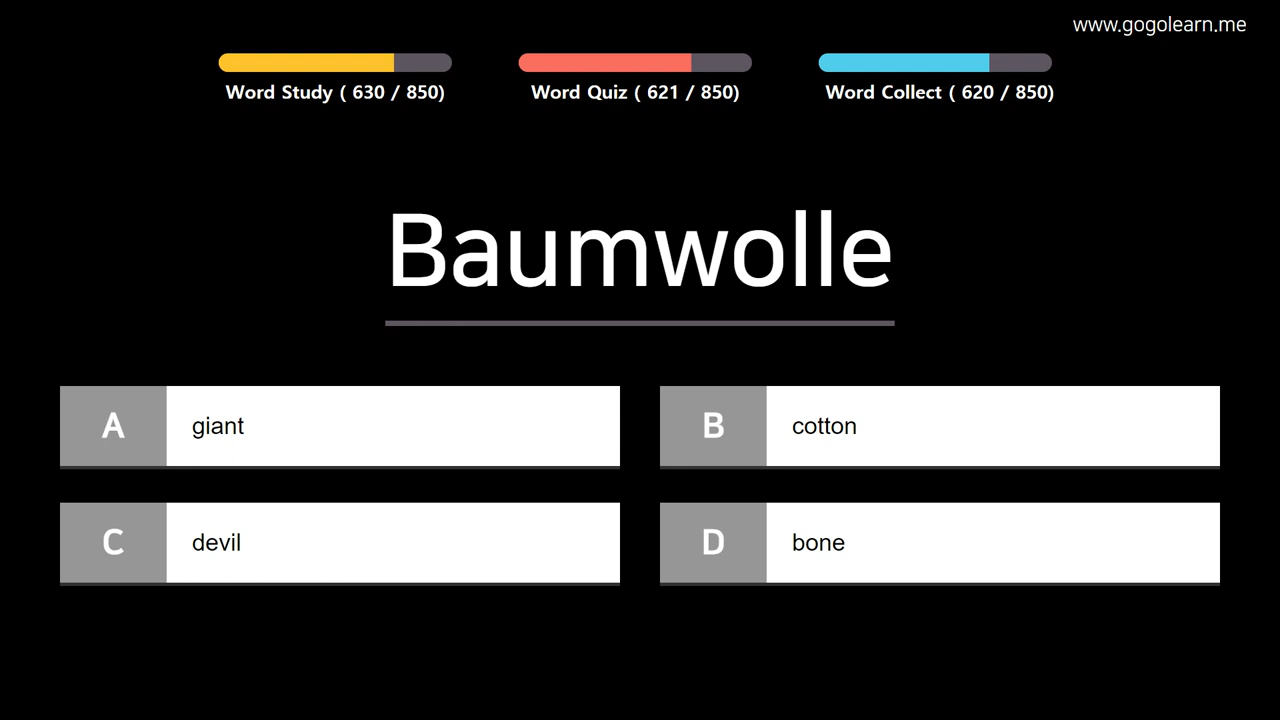 www.gogolearn.me
Word Study ( 630 / 850)
Word Quiz ( 621 / 850)
Word Collect ( 620 / 850)
Baumwolle
A giant
B cotton
C devil
D bone